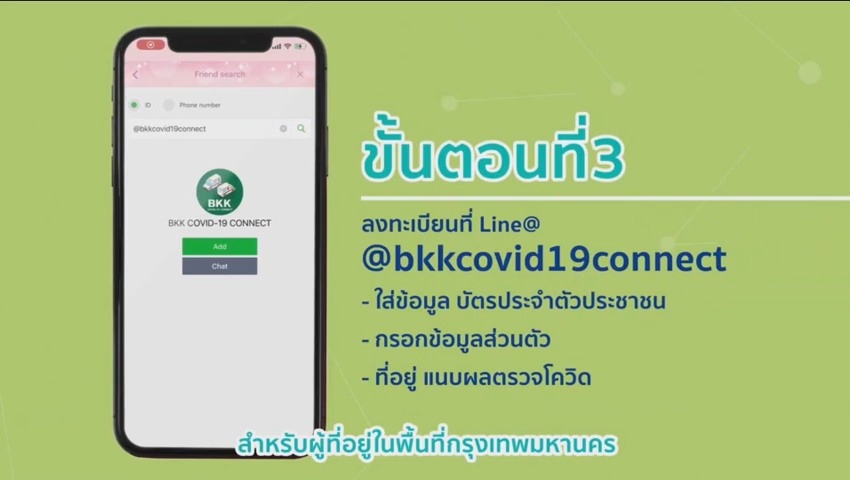 Friend search
ID
Phone number
@bkkcovid19connect
BKK
BKK COVID-19 CONNECT
Add
Chat
ขั้นตอนที่3
ลงทะเบียนที่ Line@
@bkkcovid19connect
- ใส่ข้อมูล บัตรประจำตัวประชาชน
- กรอกข้อมูลส่วนตัว
- ที่อยู่ แนบผลตรวจโควิด
สำหรับผู้ที่อยู่ในพื้นที่กรุงเทพมหานคร